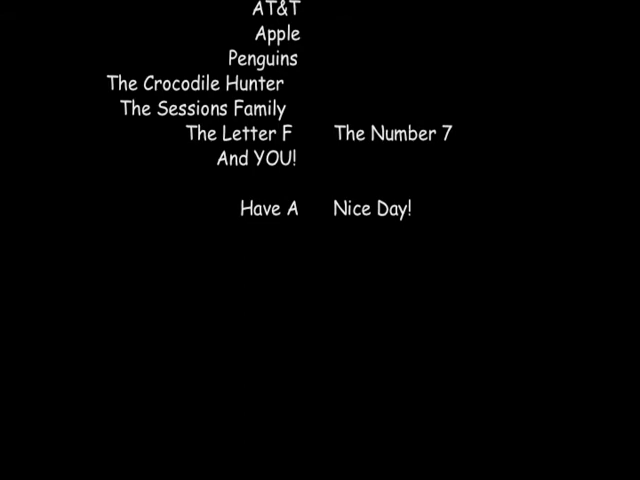 AT&T
Apple
Penguins
The Crocodile Hunter
The Sessions Family
The Letter F The Number 7
And YOU!
Have A Nice Day!